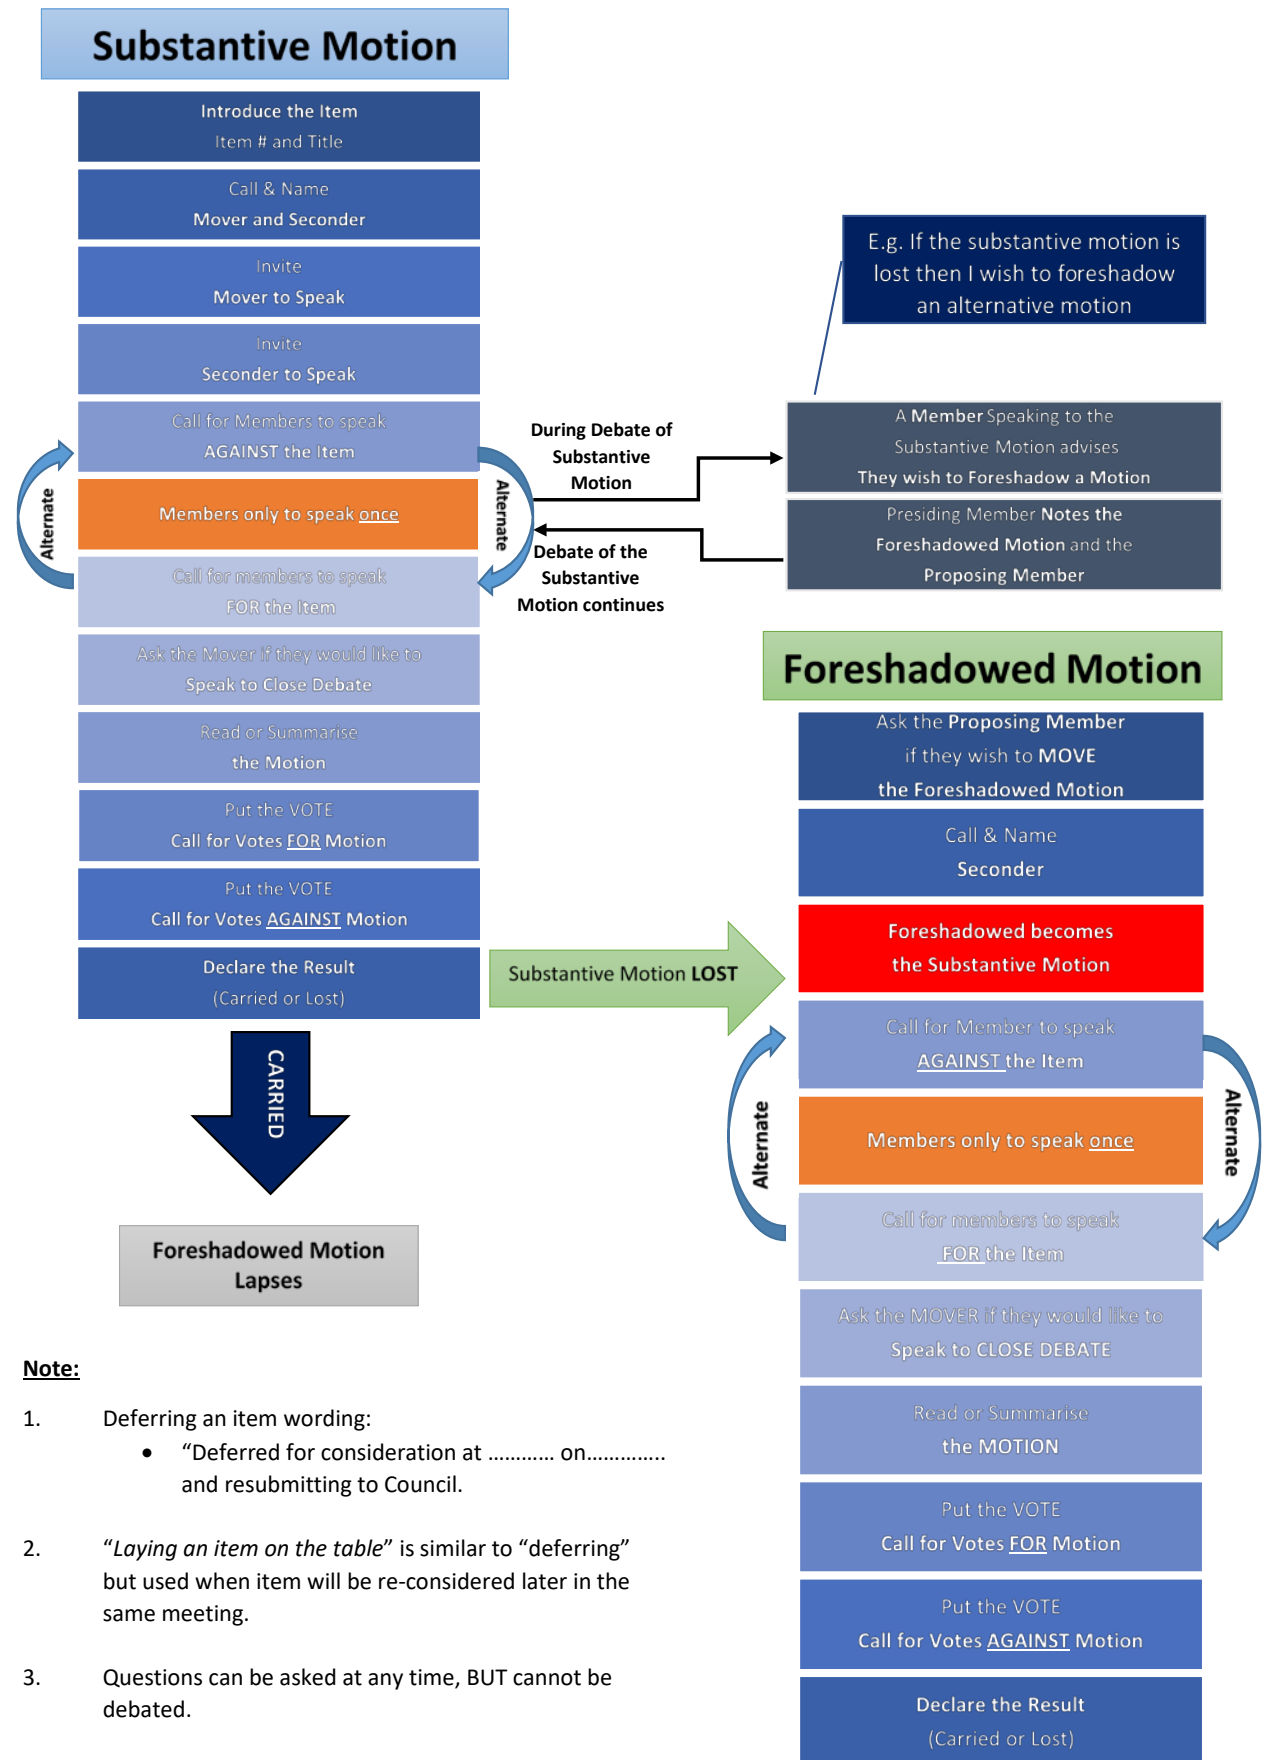 Substantive Motion
Introduce the Item
Item # and Title
Call & Name
Mover and Seconder
Invite
Mover to Speak
Invite
Seconder to Speak
Call for Members to speak
AGAINST the Item
Alternate
Members only to speak once
Alternate
Call for members to speak
FOR the Item
Ask the Mover if they would like to
Speak to Close Debate
Read or Summarise
the Motion
Put the VOTE
Call for Votes FOR Motion
Put the VOTE
Call for Votes AGAINST Motion
Declare the Result
(Carried or Lost)
CARRIED
Foreshadowed Motion
Lapses
During Debate of
Substantive
Motion
Debate of the
Substantive
Motion continues
E.g. If the substantive motion is
lost then I wish to foreshadow
an alternative motion
A Member Speaking to the
Substantive Motion advises
They wish to Foreshadow a Motion
Presiding Member Notes the
Foreshadowed Motion and the
Proposing Member
Substantive Motion LOST
Foreshadowed Motion
Ask the Proposing Member
if they wish to MOVE
the Foreshadowed Motion
Call & Name
Seconder
Foreshadowed becomes
the Substantive Motion
Call for Member to speak
AGAINST the Item
Alternate
Members only to speak once
Alternate
Call for members to speak
FOR the Item
Ask the MOVER if they would like to
Speak to CLOSE DEBATE
Read or Summarise
the MOTION
Put the VOTE
Call for Votes FOR Motion
Put the VOTE
Call for Votes AGAINST Motion
Declare the Result
(Carried or Lost)
Note:
1. Deferring an item wording:
• “Deferred for consideration at ………… on…………..
and resubmitting to Council.
2. “Laying an item on the table” is similar to “deferring”
but used when item will be re-considered later in the
same meeting.
3. Questions can be asked at any time, BUT cannot be
debated.